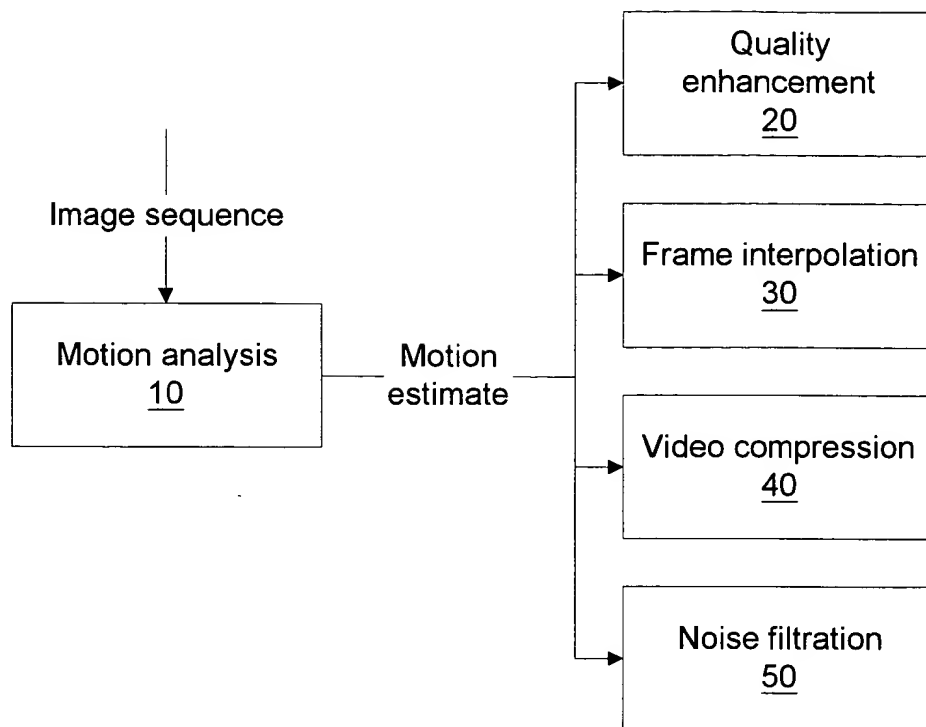 Image sequence
Motion analysis
10
Motion
estimate
Quality
enhancement
20
Frame interpolation
30
Video compression
40
Noise filtration
50